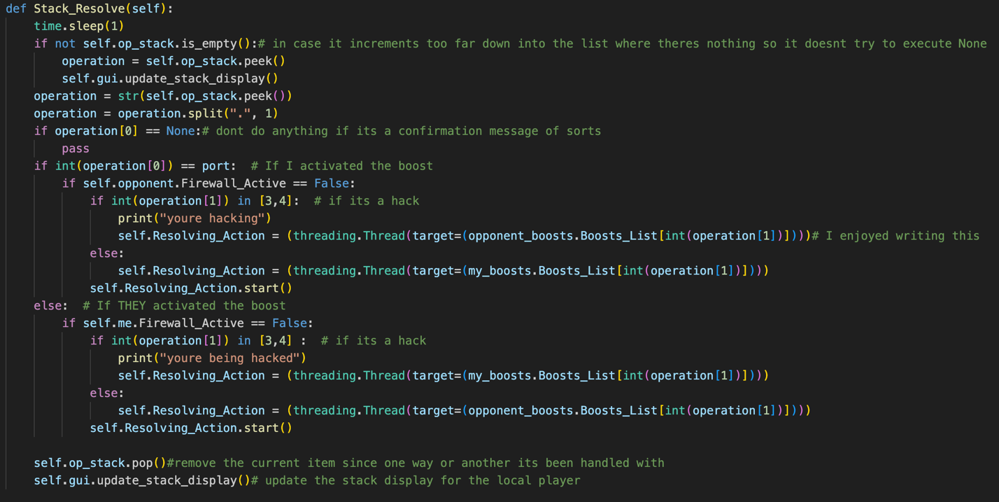 def Stack_Resolve(self):
    time.sleep(1)
    if not self.op_stack.is_empty():# in case it increments too far down into the list where theres nothing so it doesnt try to execute None
        operation = self.op_stack.peek()
        self.gui.update_stack_display()
    operation = str(self.op_stack.peek())
    operation = operation.split(".", 1)
    if operation[0] == None:# dont do anything if its a confirmation message of sorts
        pass
    if int(operation[0]) == port:  # If I activated the boost
        if self.opponent.Firewall_Active == False:
            if int(operation[1]) in [3,4]:  # if its a hack
                print("youre hacking")
                self.Resolving_Action = (threading.Thread(target=(opponent_boosts.Boosts_List[int(operation[1])])))# I enjoyed writing this
            else:
                self.Resolving_Action = (threading.Thread(target=(my_boosts.Boosts_List[int(operation[1])])))
            self.Resolving_Action.start()
    else:  # If THEY activated the boost
        if self.me.Firewall_Active == False:
            if int(operation[1]) in [3,4] :  # if its a hack
                print("youre being hacked")
                self.Resolving_Action = (threading.Thread(target=(my_boosts.Boosts_List[int(operation[1])])))
            else:
                self.Resolving_Action = (threading.Thread(target=(opponent_boosts.Boosts_List[int(operation[1])])))
            self.Resolving_Action.start()

    self.op_stack.pop()#remove the current item since one way or another its been handled with
    self.gui.update_stack_display()# update the stack display for the local player